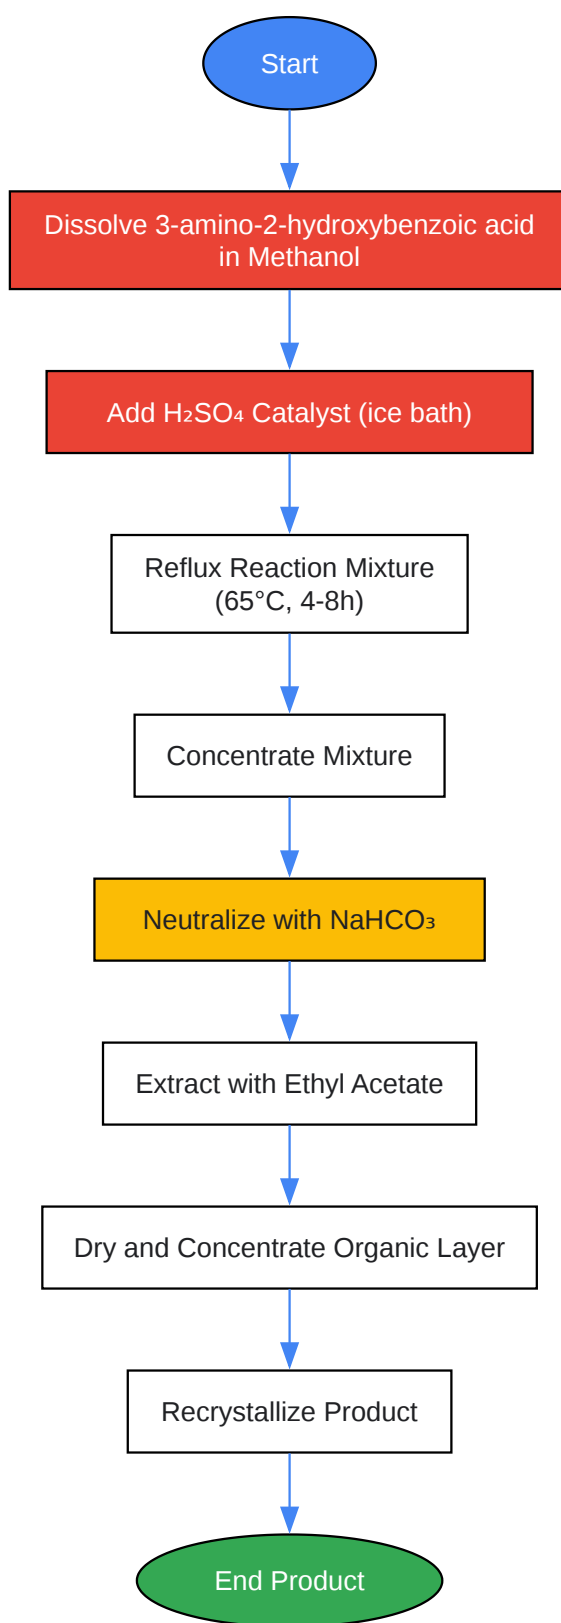 Start
Dissolve 3-amino-2-hydroxybenzoic acid
in Methanol
Add H₂SO₄ Catalyst (ice bath)
Reflux Reaction Mixture
(65°C, 4-8h)
Concentrate Mixture
Neutralize with NaHCO₃
Extract with Ethyl Acetate
Dry and Concentrate Organic Layer
Recrystallize Product
End Product